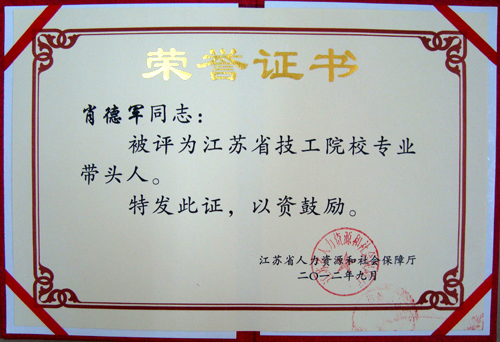 荣誉证书
肖德军同志：
被评为江苏省技工院校专业
带头人。
特发此证，以资鼓励。
江苏省人力资源和社会保障厅
二〇一二年九月